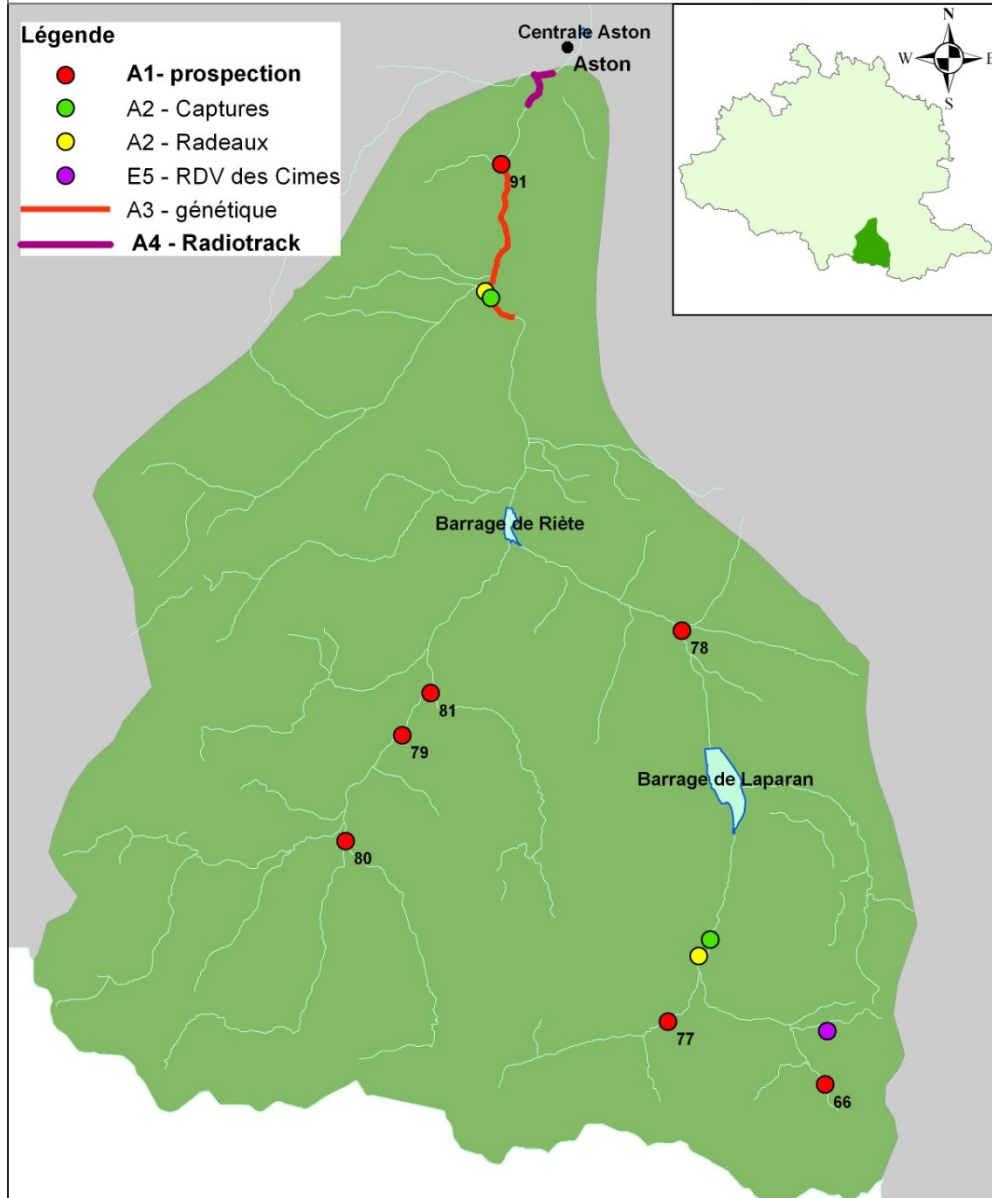 Légende
A1- prospection
A2 - Captures
A2 - Radeaux
E5 - RDV des Cimes
A3 - génétique
A4 - Radiotrack
Centrale Aston
Aston
N
W
E
S
91
Barrage de Riète
78
81
79
Barrage de Laparan
80
77
66